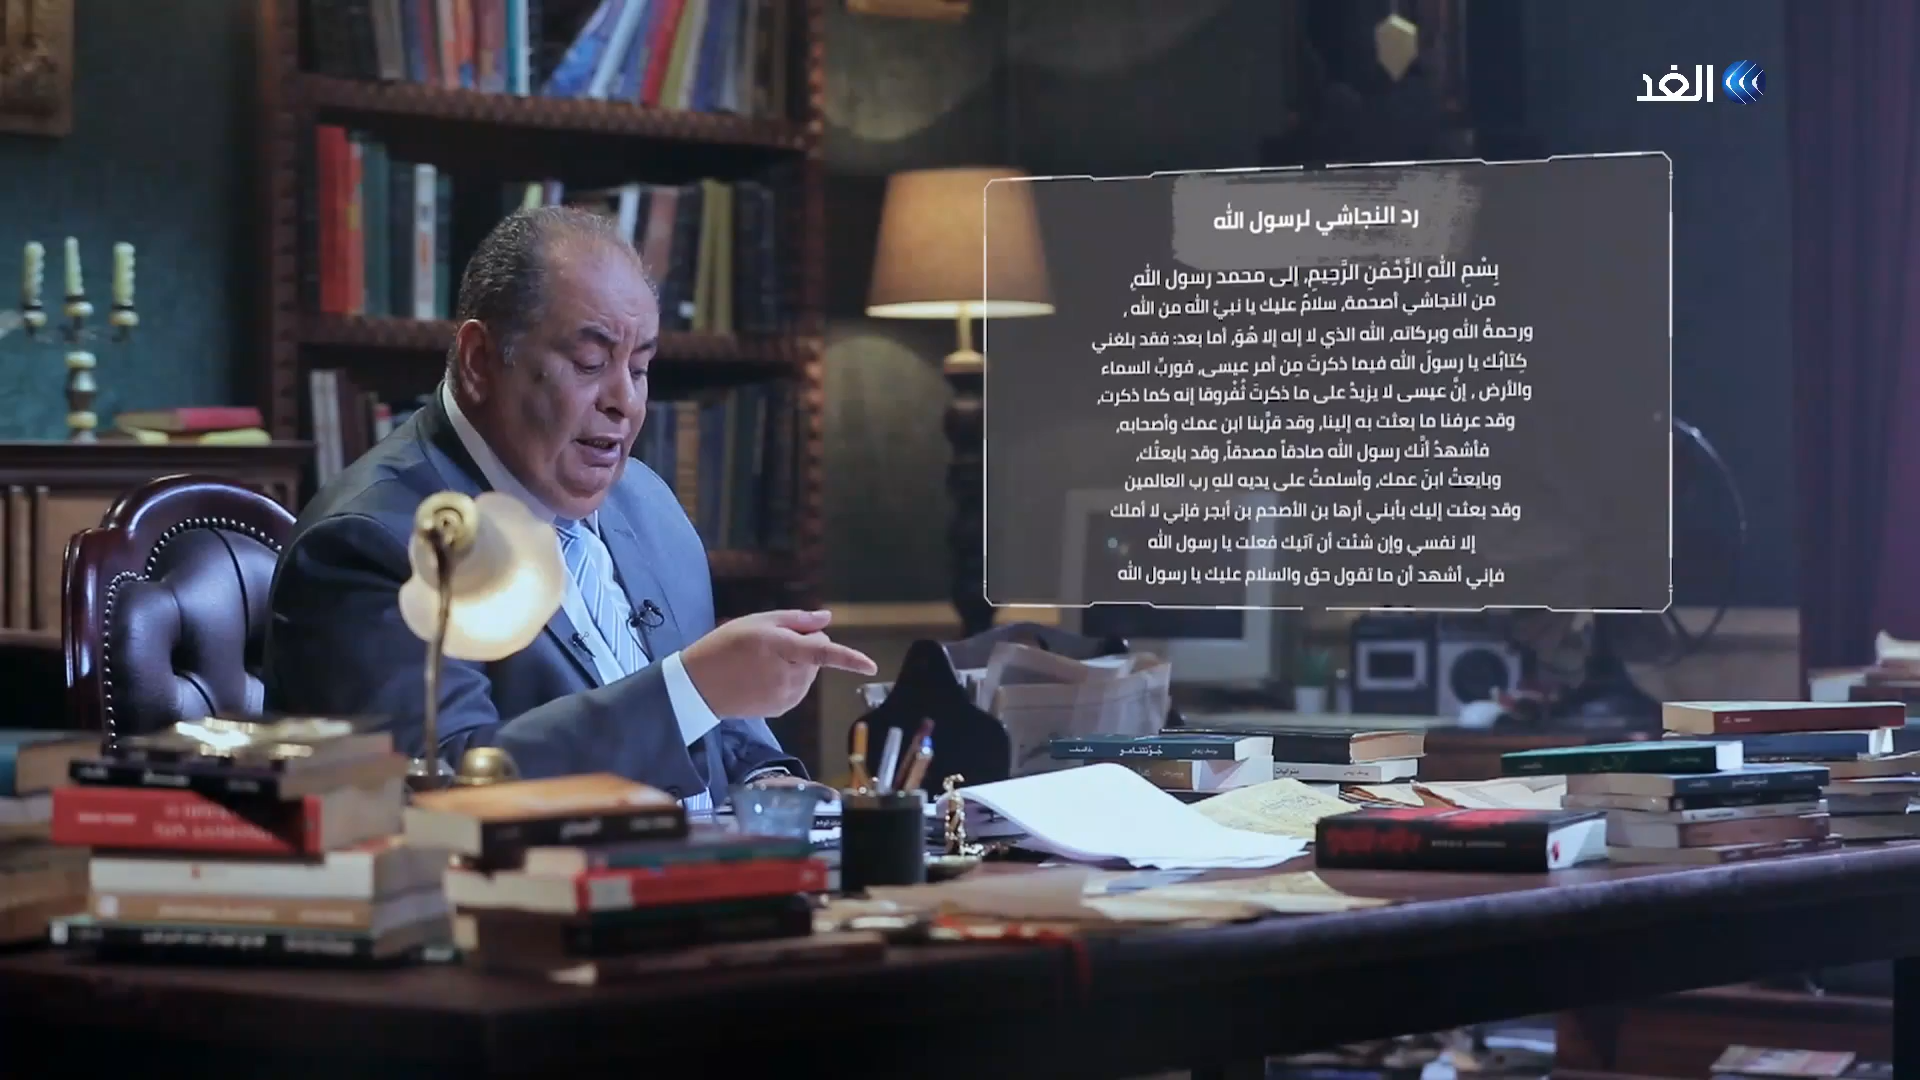 الغد
رد النجاشي لرسول الله
بِسْمِ اللهِ الرَّحْمَنِ الرَّحِيمِ, إلى محمد رسول اللهِ,
من النجاشي أصحمة, سلامٌ عليك يا نبيَّ الله من الله ,
ورحمةُ الله وبركاته, الله الذي لا إله إلا هُوَ, أما بعد: فقد بلغني
كِتابُك يا رسولَ الله فيما ذكرتَ مِن أمر عيسى, فوربِّ السماء
والأرض , إنَّ عيسى لا يزيدُ على ما ذكرتَ ثُفْروقا إنه كما ذكرت,
وقد عرفنا ما بعثت به إلينا, وقد قرَّبنا ابن عمك وأصحابه,
فأشهدُ أنَّك رسول الله صادقاً مصدقاً, وقد بايعتُك,
وبايعتُ ابنَ عمك, وأسلمتُ على يديه للهِ رب العالمين
وقد بعثت إليك بأبني أرها بن الأصحم بن أبجر فإني لا أملك
إلا نفسي وإن شئت أن آتيك فعلت يا رسول الله
فإني أشهد أن ما تقول حق والسلام عليك يا رسول الله